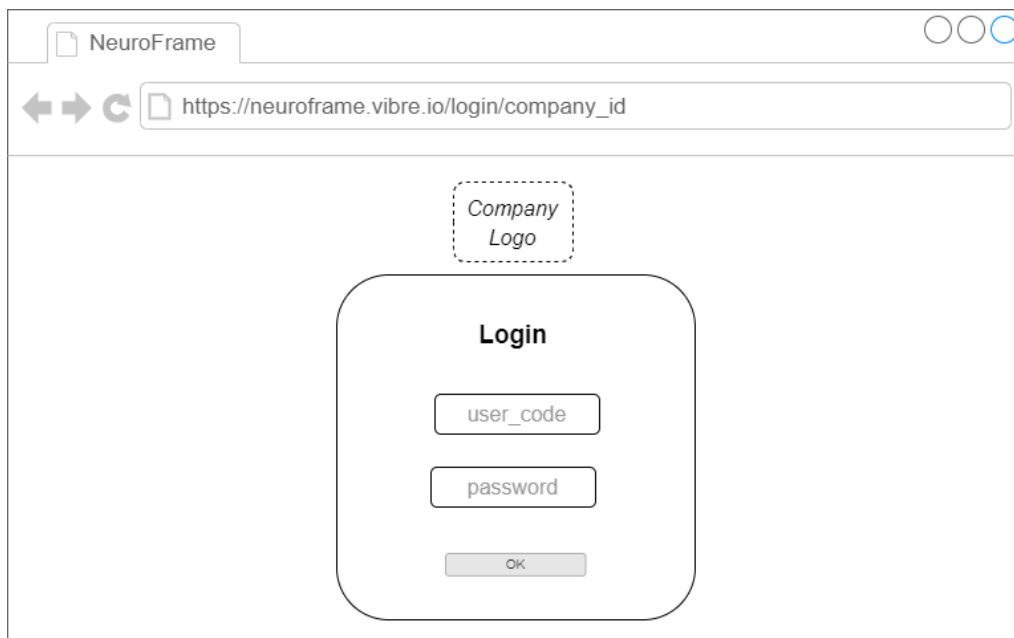 NeuroFrame
https://neuroframe.vibre.io/login/company_id
Company
Logo
Login
user_code
password
OK